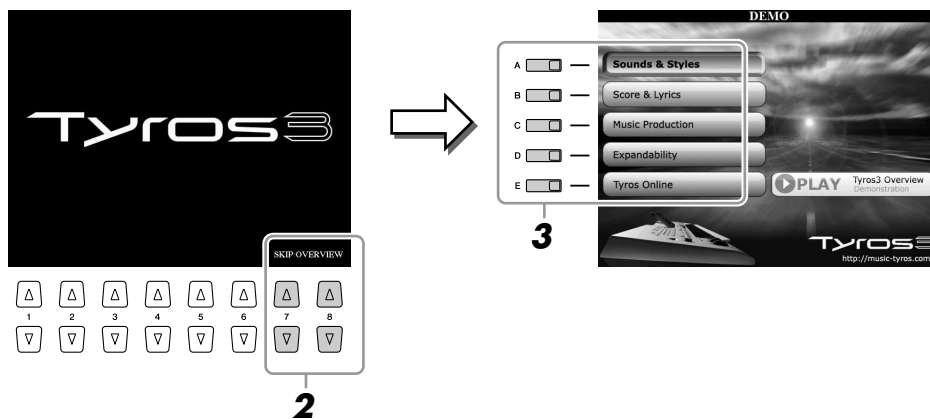 Tyros3
SKIP OVERVIEW
1 2 3 4 5 6 7 8
2
DEMO
A Sounds & Styles
B Score & Lyrics
C Music Production
D Expandability
E Tyros Online
3
PLAY Tyros3 Overview
Demonstration
Tyros3
http://music-tyros.com